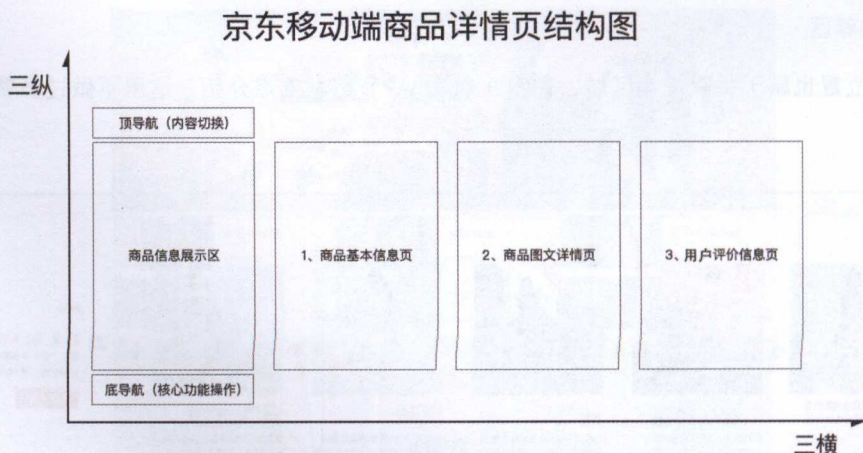 京东移动端商品详情页结构图
三纵
顶导航（内容切换）
商品信息展示区
1、商品基本信息页
2、商品图文详情页
3、用户评价信息页
底导航（核心功能操作）
三横